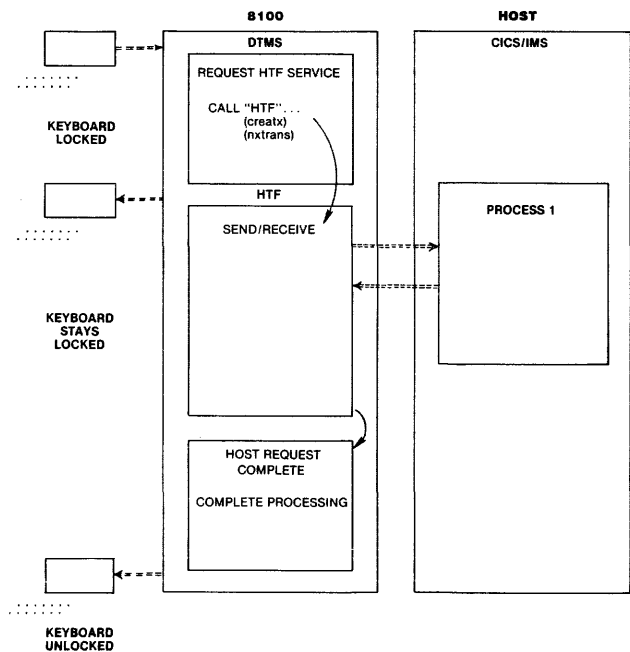 8100
HOST
DTMS
CICS/IMS
REQUEST HTF SERVICE
CALL "HTF"...
(creatx)
(nxtrans)
KEYBOARD
LOCKED
HTF
SEND/RECEIVE
PROCESS 1
KEYBOARD
STAYS
LOCKED
HOST REQUEST
COMPLETE
COMPLETE PROCESSING
KEYBOARD
UNLOCKED